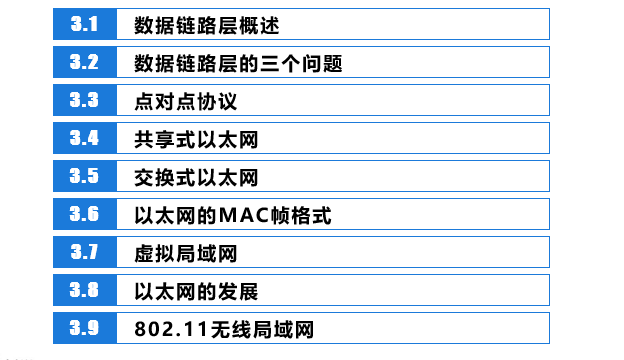 3.1 数据链路层概述
3.2 数据链路层的三个问题
3.3 点对点协议
3.4 共享式以太网
3.5 交换式以太网
3.6 以太网的MAC帧格式
3.7 虚拟局域网
3.8 以太网的发展
3.9 802.11无线局域网